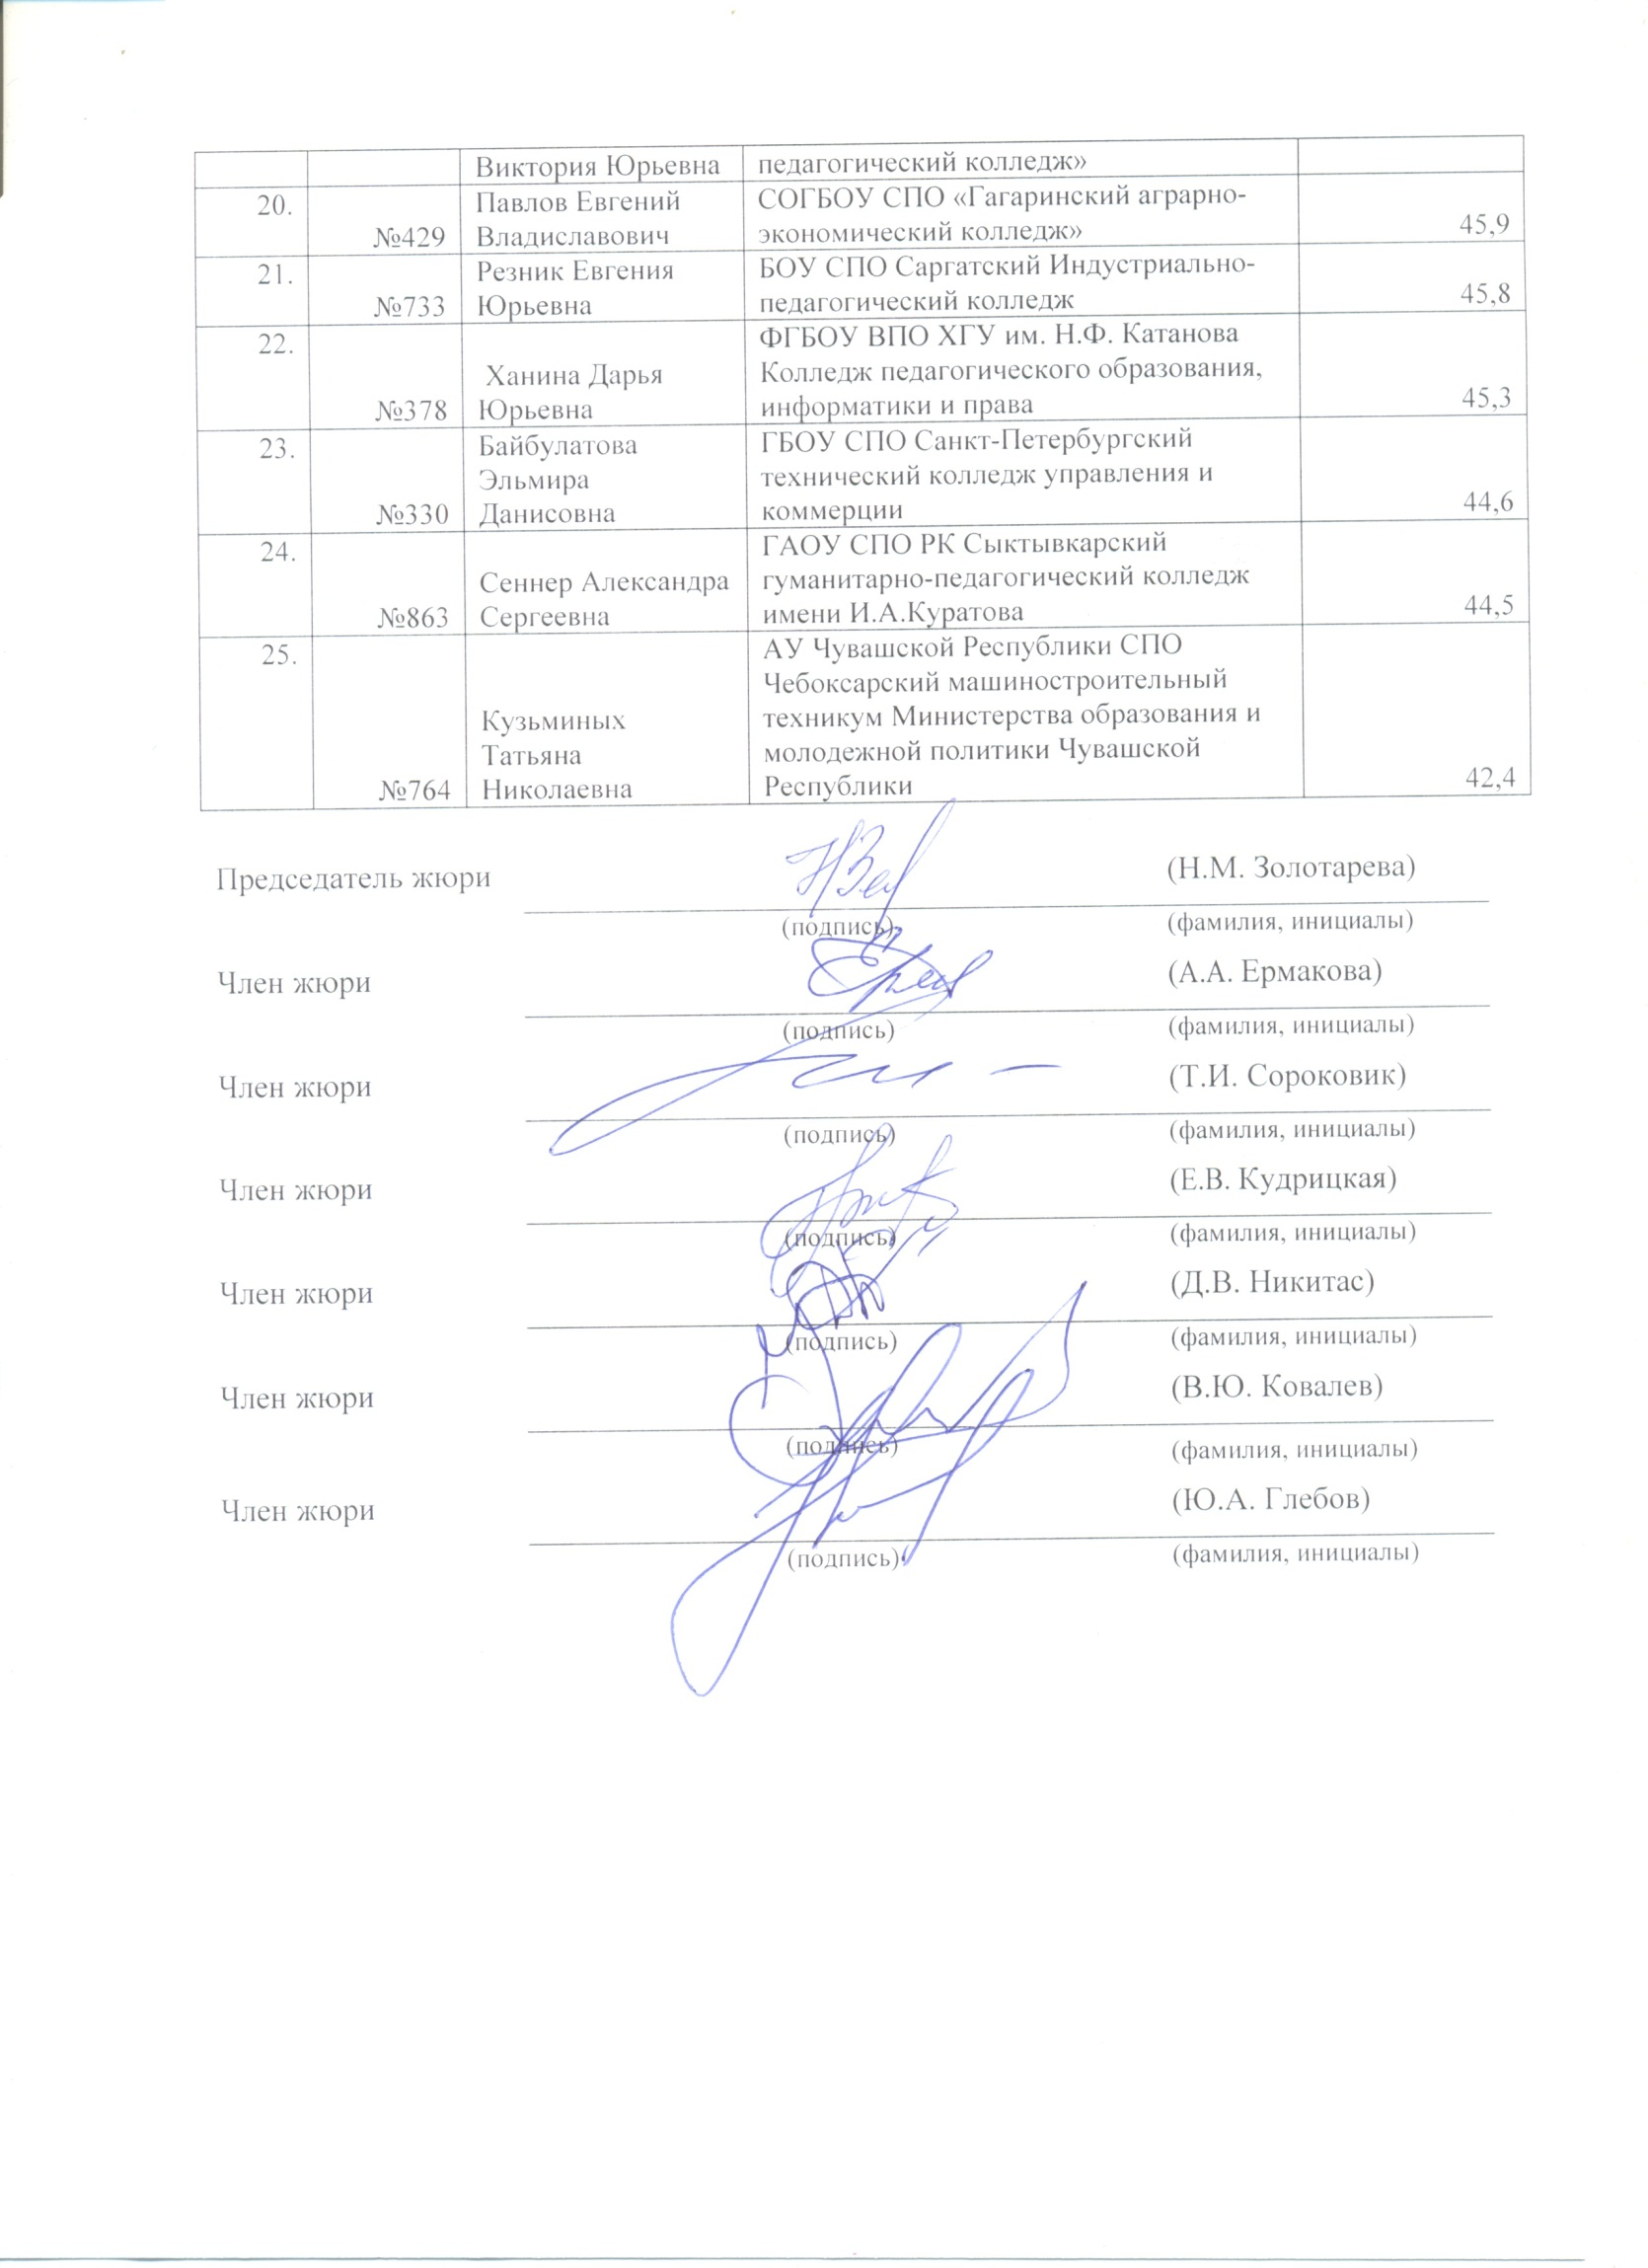 Виктория Юрьевна педагогический колледж»
20. Павлов Евгений СОГБОУ СПО «Гагаринский аграрно-
№429 Владиславович экономический колледж» 45,9
21. Резник Евгения БОУ СПО Саргатский Индустриально-
№733 Юрьевна педагогический колледж 45,8
22. ФГБОУ ВПО ХГУ им. Н.Ф. Катанова
Ханина Дарья Колледж педагогического образования,
№378 Юрьевна информатики и права 45,3
23. Байбулатова ГБОУ СПО Санкт-Петербургский
Эльмира технический колледж управления и
№330 Данисовна коммерции 44,6
24. ГАОУ СПО РК Сыктывкарский
Сеннер Александра гуманитарно-педагогический колледж
№863 Сергеевна имени И.А.Куратова 44,5
25. АУ Чувашской Республики СПО
Чебоксарский машиностроительный
Кузьминых техникум Министерства образования и
Татьяна молодежной политики Чувашской
№764 Николаевна Республики 42,4
Председатель жюри (Н.М. Золотарева)
(подпись) (фамилия, инициалы)
Член жюри (А.А. Ермакова)
(подпись) (фамилия, инициалы)
Член жюри (Т.И. Сороковик)
(подпись) (фамилия, инициалы)
Член жюри (Е.В. Кудрицкая)
(подпись) (фамилия, инициалы)
Член жюри (Д.В. Никитас)
(подпись) (фамилия, инициалы)
Член жюри (В.Ю. Ковалев)
(подпись) (фамилия, инициалы)
Член жюри (Ю.А. Глебов)
(подпись) (фамилия, инициалы)